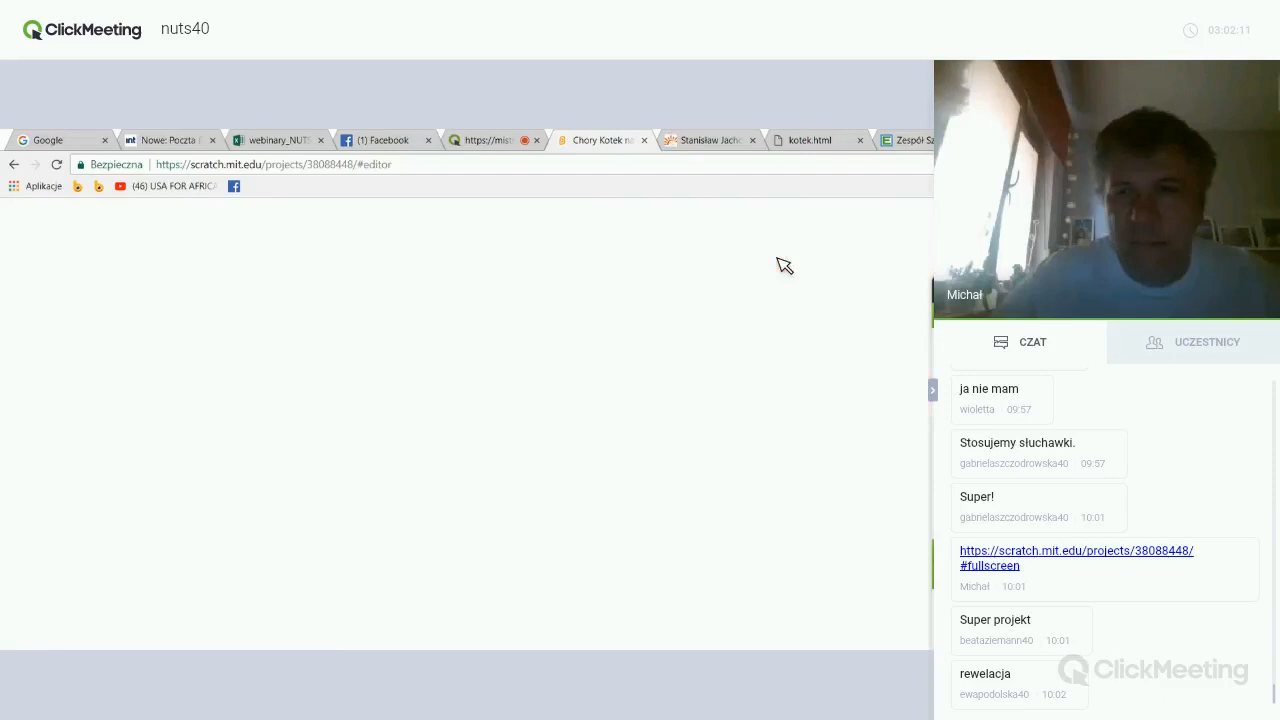 ClickMeeting
nuts40
03:02:11
Google
Nowe: Poczta
webinary_NUTS
(1) Facebook
https://mist
Chory Kotek na
Stanisław Jacho
kotek.html
Zespół Sz
Bezpieczna
https://scratch.mit.edu/projects/38088448/#editor
Aplikacje
(46) USA FOR AFRICA
Michał
CZAT
UCZESTNICY
ja nie mam
wioletta 09:57
Stosujemy słuchawki.
gabrielaszczodrowska40 09:57
Super!
gabrielaszczodrowska40 10:01
https://scratch.mit.edu/projects/38088448/
#fullscreen
Michał 10:01
Super projekt
beataziemann40 10:01
rewelacja
ewapodolska40 10:02
ClickMeeting